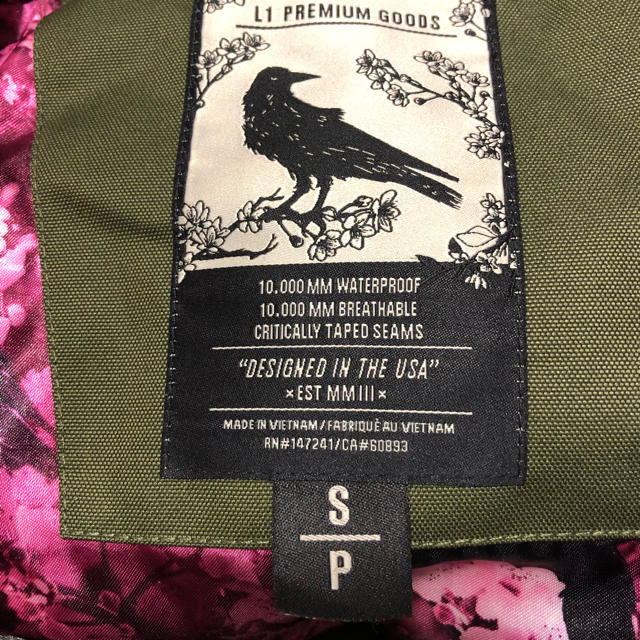 L1 PREMIUM GOODS
10.000 MM WATERPROOF
10.000 MM BREATHABLE
CRITICALLY TAPED SEAMS
"DESIGNED IN THE USA"
×EST MMIII×
MADE IN VIETNAM/FABRIQUÈ AU VIETNAM
RN#147241/CA#60893
S
P